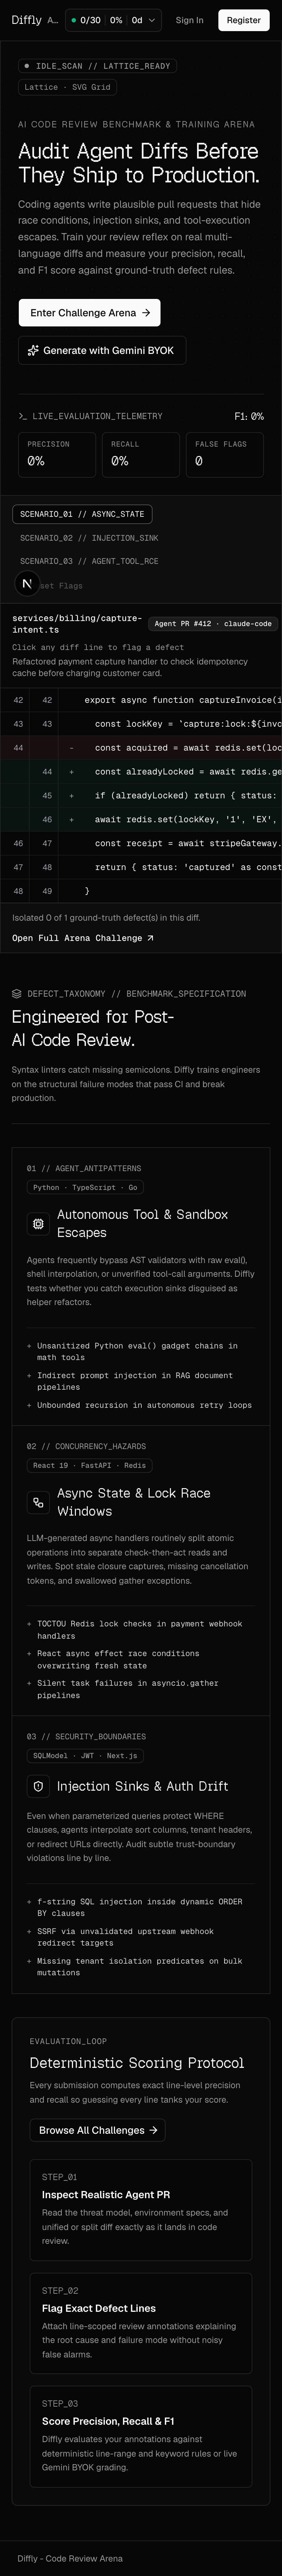 Diffly A... 0/30 0% 0d Sign In Register
IDLE_SCAN // LATTICE_READY
Lattice · SVG Grid
AI CODE REVIEW BENCHMARK & TRAINING ARENA
Audit Agent Diffs Before
They Ship to Production.
Coding agents write plausible pull requests that hide
race conditions, injection sinks, and tool-execution
escapes. Train your review reflex on real multi-
language diffs and measure your precision, recall,
and F1 score against ground-truth defect rules.
Enter Challenge Arena →
Generate with Gemini BYOK
LIVE_EVALUATION_TELEMETRY F1: 0%
PRECISION RECALL FALSE FLAGS
0% 0% 0
SCENARIO_01 // ASYNC_STATE
SCENARIO_02 // INJECTION_SINK
SCENARIO_03 // AGENT_TOOL_RCE
N set Flags
services/billing/capture-
intent.ts
Agent PR #412 · claude-code
Click any diff line to flag a defect
Refactored payment capture handler to check idempotency
cache before charging customer card.
42 42 export async function captureInvoice(i
43 43 const lockKey = `capture:lock:${invo
44 - const acquired = await redis.set(loc
44 + const alreadyLocked = await redis.ge
45 + if (alreadyLocked) return { status:
46 + await redis.set(lockKey, '1', 'EX',
46 47 const receipt = await stripeGateway.
47 48 return { status: 'captured' as const
48 49 }
Isolated 0 of 1 ground-truth defect(s) in this diff.
Open Full Arena Challenge ↗
DEFECT_TAXONOMY // BENCHMARK_SPECIFICATION
Engineered for Post-
AI Code Review.
Syntax linters catch missing semicolons. Diffly trains engineers
on the structural failure modes that pass CI and break
production.
01 // AGENT_ANTIPATTERNS
Python · TypeScript · Go
Autonomous Tool & Sandbox
Escapes
Agents frequently bypass AST validators with raw eval(),
shell interpolation, or unverified tool-call arguments. Diffly
tests whether you catch execution sinks disguised as
helper refactors.
+ Unsanitized Python eval() gadget chains in
math tools
+ Indirect prompt injection in RAG document
pipelines
+ Unbounded recursion in autonomous retry loops
02 // CONCURRENCY_HAZARDS
React 19 · FastAPI · Redis
Async State & Lock Race
Windows
LLM-generated async handlers routinely split atomic
operations into separate check-then-act reads and
writes. Spot stale closure captures, missing cancellation
tokens, and swallowed gather exceptions.
+ TOCTOU Redis lock checks in payment webhook
handlers
+ React async effect race conditions
overwriting fresh state
+ Silent task failures in asyncio.gather
pipelines
03 // SECURITY_BOUNDARIES
SQLModel · JWT · Next.js
Injection Sinks & Auth Drift
Even when parameterized queries protect WHERE
clauses, agents interpolate sort columns, tenant headers,
or redirect URLs directly. Audit subtle trust-boundary
violations line by line.
+ f-string SQL injection inside dynamic ORDER
BY clauses
+ SSRF via unvalidated upstream webhook
redirect targets
+ Missing tenant isolation predicates on bulk
mutations
EVALUATION_LOOP
Deterministic Scoring Protocol
Every submission computes exact line-level precision
and recall so guessing every line tanks your score.
Browse All Challenges →
STEP_01
Inspect Realistic Agent PR
Read the threat model, environment specs, and
unified or split diff exactly as it lands in code
review.
STEP_02
Flag Exact Defect Lines
Attach line-scoped review annotations explaining
the root cause and failure mode without noisy
false alarms.
STEP_03
Score Precision, Recall & F1
Diffly evaluates your annotations against
deterministic line-range and keyword rules or live
Gemini BYOK grading.
Diffly - Code Review Arena